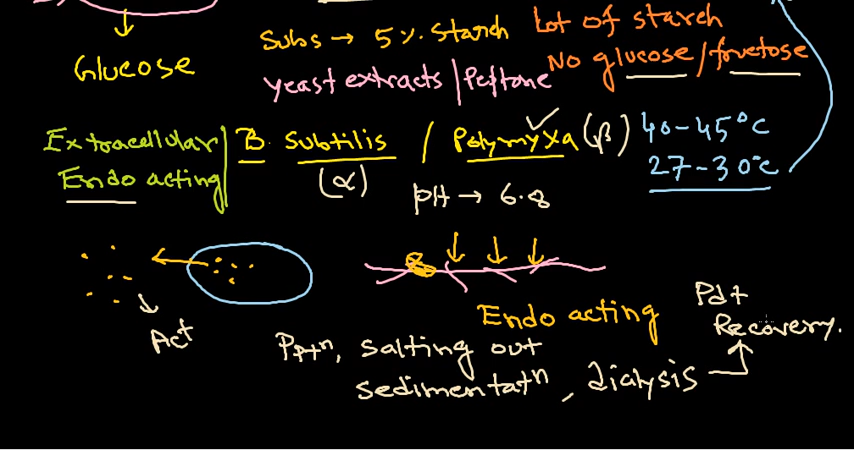 Glucose
Subs → 5%. Starch
Lot of starch
No glucose/fructose
yeast extracts/Peptone
Extracellular
Endo acting
B. Subtilis / Polymyxa (β)
(α)
40-45°C
27-30°C
pH → 6.8
Endo acting
Act
Pptⁿ, Salting out
sedimentatⁿ, dialysis
Pdt
Recovery.